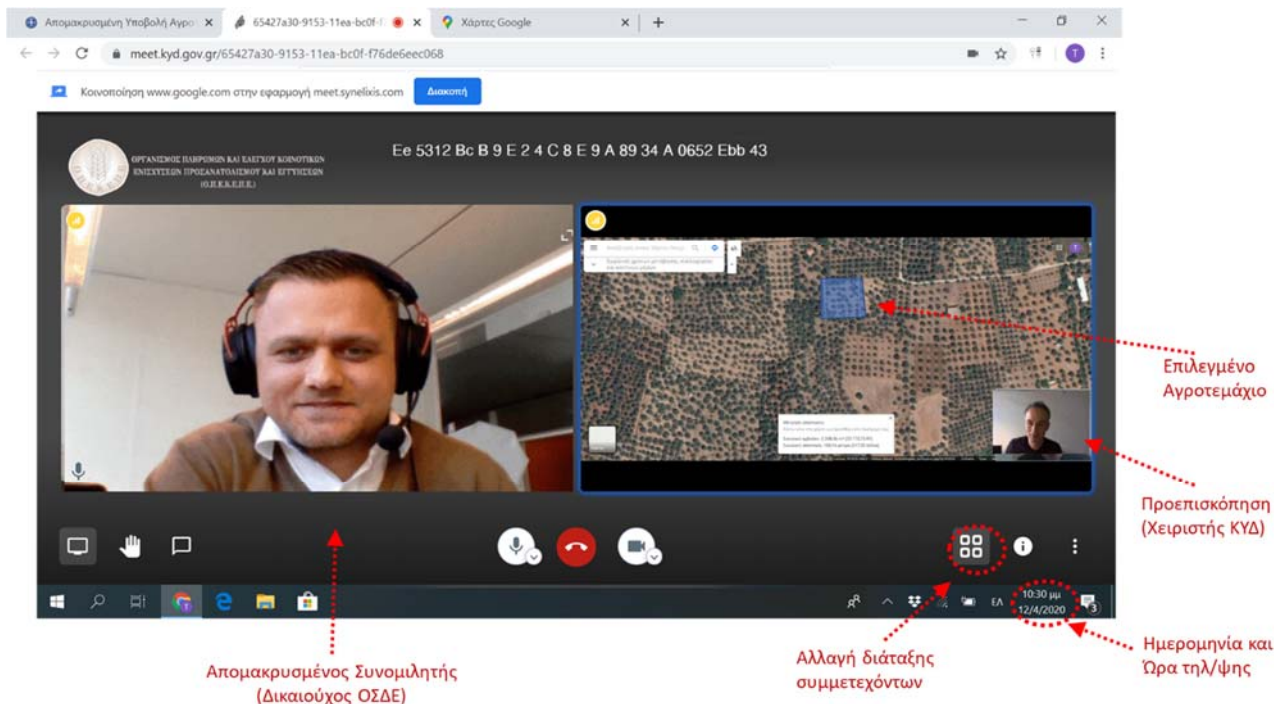 Απομακρυσμένη Υποβολή Αγρο
65427a30-9153-11ea-bc0f-f
Χάρτες Google
meet.kyd.gov.gr/65427a30-9153-11ea-bc0f-f76de6eec068
T
Κοινοποίηση www.google.com στην εφαρμογή meet.synelixis.com
Διακοπή
ΟΡΓΑΝΙΣΜΟΣ ΠΛΗΡΩΜΩΝ ΚΑΙ ΕΛΕΓΧΟΥ ΚΟΙΝΟΤΙΚΩΝ
ΕΝΙΣΧΥΣΕΩΝ ΠΡΟΣΑΝΑΤΟΛΙΣΜΟΥ ΚΑΙ ΕΓΓΥΗΣΕΩΝ
(Ο.Π.Ε.Κ.Ε.Π.Ε.)
Ee 5312 Bc B 9 E 2 4 C 8 E 9 A 89 34 A 0652 Ebb 43
Επιλεγμένο
Αγροτεμάχιο
Προεπισκόπηση
(Χειριστής ΚΥΔ)
ΕΛ
10:30 μμ
12/4/2020
3
Απομακρυσμένος Συνομιλητής
(Δικαιούχος ΟΣΔΕ)
Αλλαγή διάταξης
συμμετεχόντων
Ημερομηνία και
Ώρα τηλ/ψης